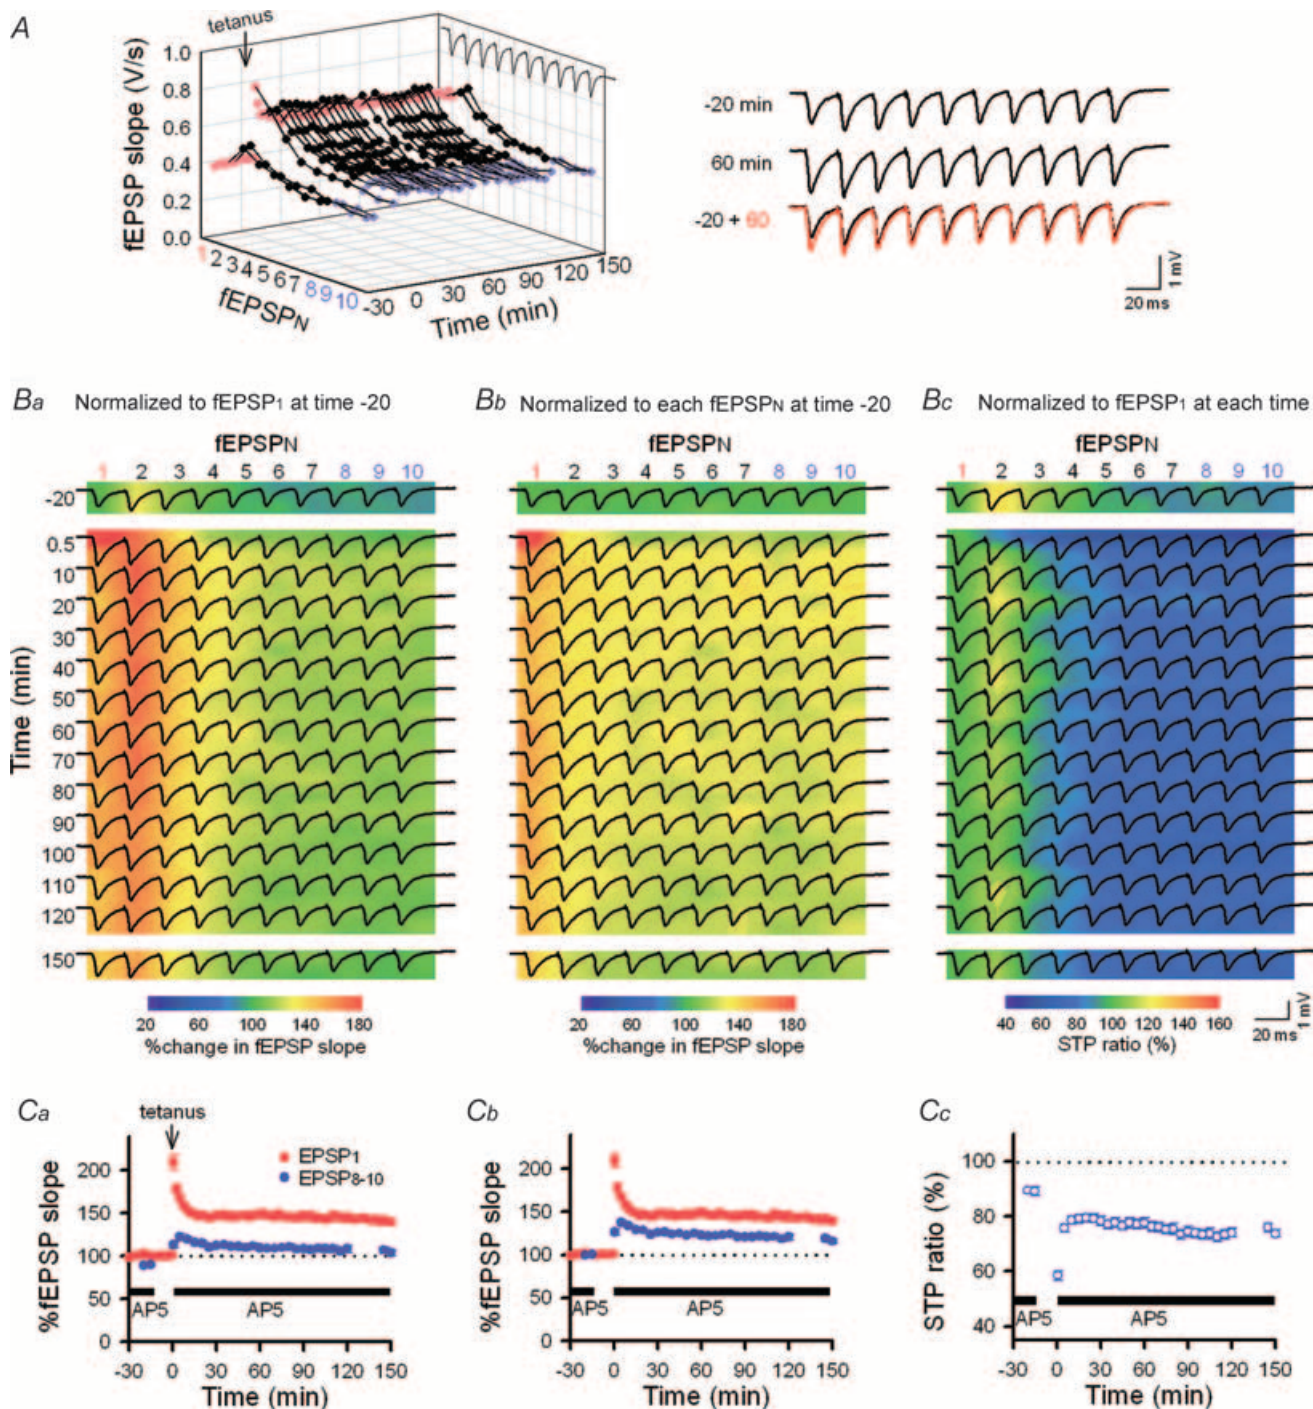 A
tetanus
fEPSP slope (V/s)
1.0
0.8
0.6
0.4
0.2
0.0
1 2 3 4 5 6 7 8 9 10
fEPSPN
-30 0 30 60 90 120 150
Time (min)
-20 min
60 min
-20 + 60
1 mV
20 ms
Ba Normalized to fEPSP1 at time -20
fEPSPN
1 2 3 4 5 6 7 8 9 10
-20
0.5
10
20
30
40
50
60
70
80
90
100
110
120
150
Time (min)
20 60 100 140 180
%change in fEPSP slope
Bb Normalized to each fEPSPN at time -20
fEPSPN
1 2 3 4 5 6 7 8 9 10
20 60 100 140 180
%change in fEPSP slope
Bc Normalized to fEPSP1 at each time
fEPSPN
1 2 3 4 5 6 7 8 9 10
40 60 80 100 120 140 160
STP ratio (%)
20 ms
1 mV
Ca
tetanus
%fEPSP slope
200
150
100
50
0
EPSP1
EPSP8-10
AP5 AP5
-30 0 30 60 90 120 150
Time (min)
Cb
%fEPSP slope
200
150
100
50
0
AP5 AP5
-30 0 30 60 90 120 150
Time (min)
Cc
STP ratio (%)
100
80
60
40
AP5 AP5
-30 0 30 60 90 120 150
Time (min)